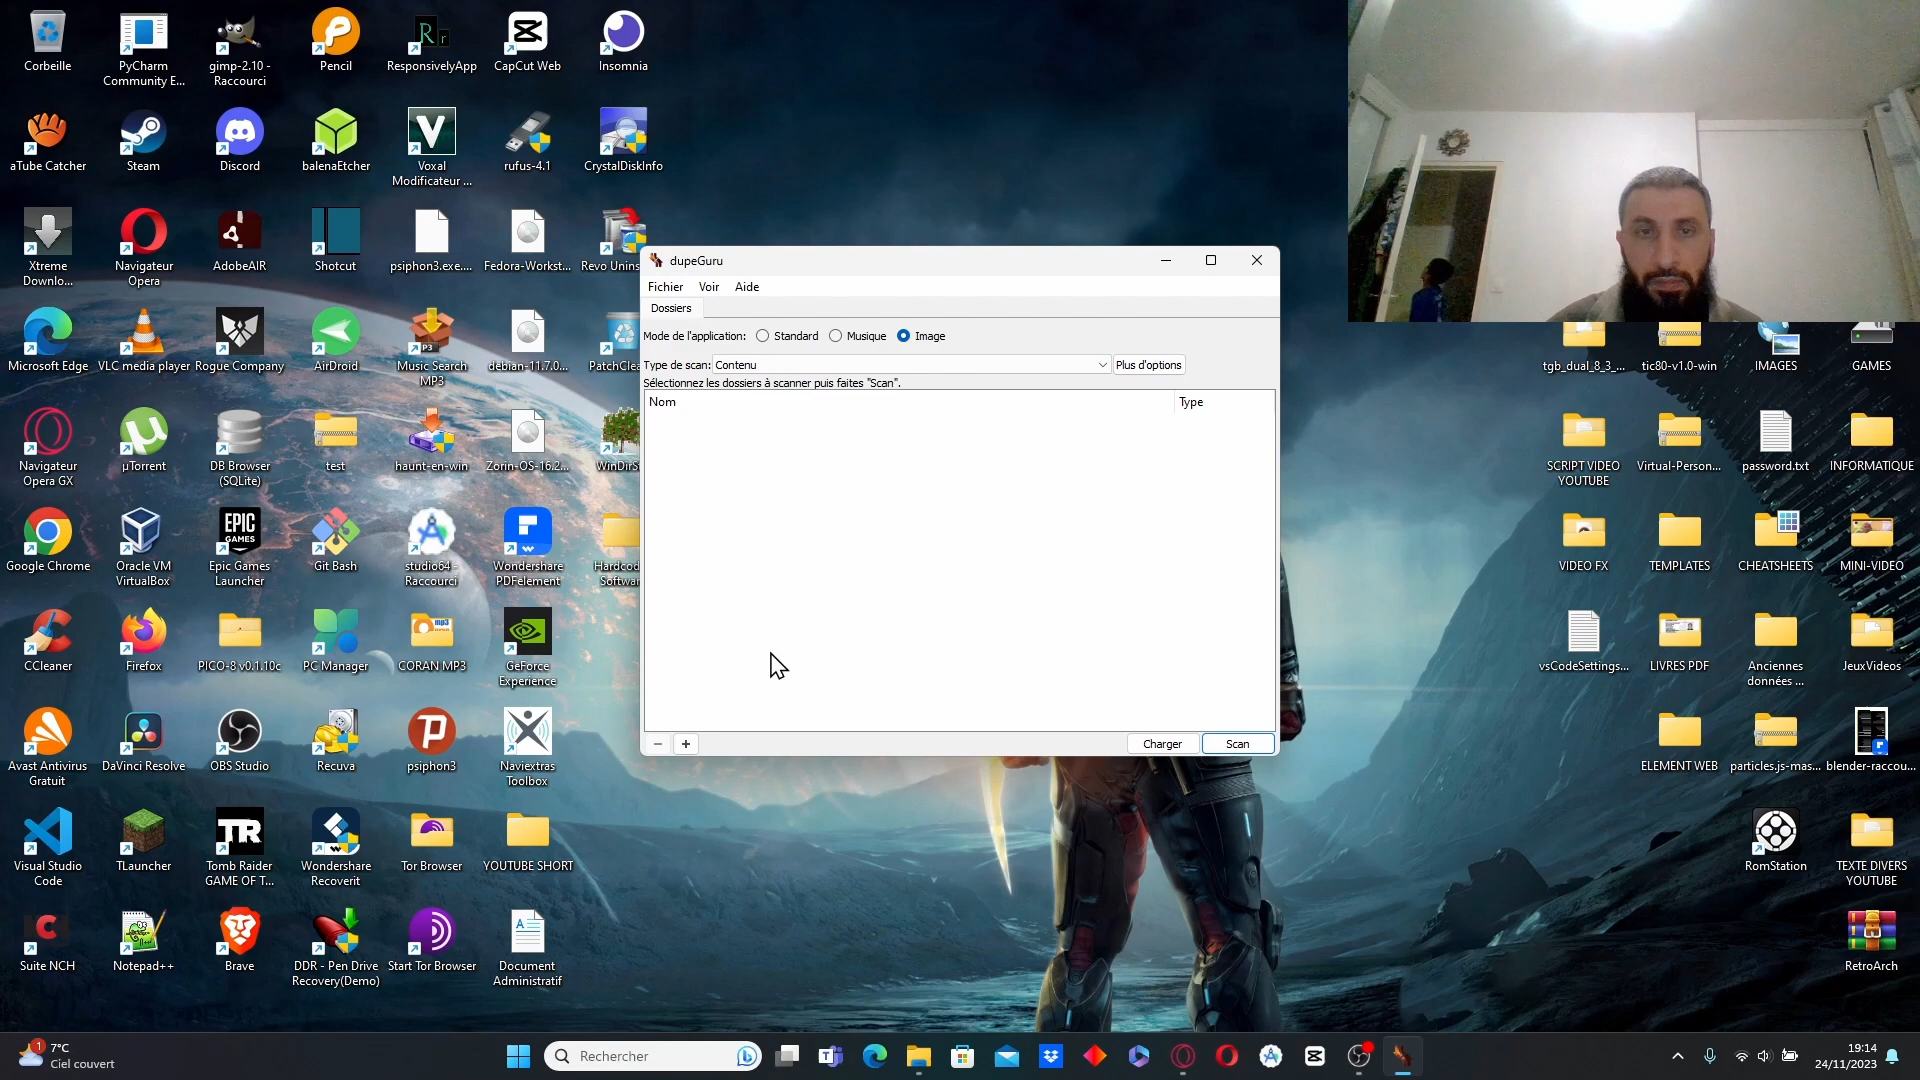 Corbeille
PyCharm
Community E...
gimp-2.10 -
Raccourci
Pencil
ResponsivelyApp
CapCut Web
Insomnia
aTube Catcher
Steam
Discord
balenaEtcher
Voxal
Modificateur ...
rufus-4.1
CrystalDiskInfo
Xtreme
Downlo...
Navigateur
Opera
AdobeAIR
Shotcut
psiphon3.exe....
Fedora-Workst...
Revo Unins
Microsoft Edge
VLC media player
Rogue Company
AirDroid
Music Search
MP3
debian-11.7.0...
PatchClea
Navigateur
Opera GX
µTorrent
DB Browser
(SQLite)
test
haunt-en-win
Zorin-OS-16.2...
WinDirS
Google Chrome
Oracle VM
VirtualBox
Epic Games
Launcher
Git Bash
studio64 -
Raccourci
Wondershare
PDFelement
Hardcod
Softwa
CCleaner
Firefox
PICO-8 v0.1.10c
PC Manager
CORAN MP3
GeForce
Experience
Avast Antivirus
Gratuit
DaVinci Resolve
OBS Studio
Recuva
psiphon3
Naviextras
Toolbox
Visual Studio
Code
TLauncher
Tomb Raider
GAME OF T...
Wondershare
Recoverit
Tor Browser
YOUTUBE SHORT
Suite NCH
Notepad++
Brave
DDR - Pen Drive
Recovery(Demo)
Start Tor Browser
Document
Administratif
dupeGuru
Fichier Voir Aide
Dossiers
Mode de l'application: Standard Musique Image
Type de scan: Contenu Plus d'options
Sélectionnez les dossiers à scanner puis faites "Scan".
Nom Type
− + Charger Scan
tgb_dual_8_3_...
tic80-v1.0-win
IMAGES
GAMES
SCRIPT VIDEO
YOUTUBE
Virtual-Person...
password.txt
INFORMATIQUE
VIDEO FX
TEMPLATES
CHEATSHEETS
MINI-VIDEO
vsCodeSettings...
LIVRES PDF
Anciennes
données ...
JeuxVideos
ELEMENT WEB
particles.js-mas...
blender-raccou...
RomStation
TEXTE DIVERS
YOUTUBE
RetroArch
1
7°C
Ciel couvert
Rechercher
19:14
24/11/2023